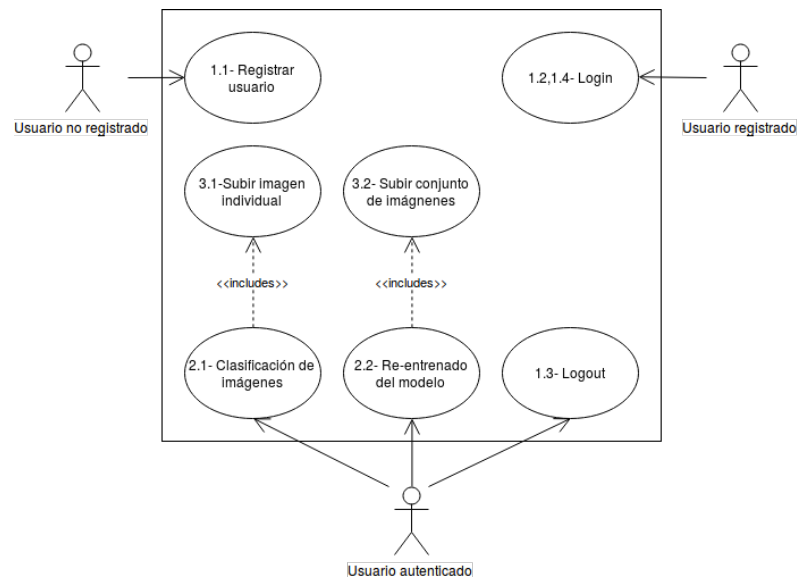 1.1- Registrar
usuario
1.2,1.4- Login
Usuario no registrado
Usuario registrado
3.1-Subir imagen
individual
3.2- Subir conjunto
de imágnenes
<<includes>>
<<includes>>
2.1- Clasificación de
imágenes
2.2- Re-entrenado
del modelo
1.3- Logout
Usuario autenticado